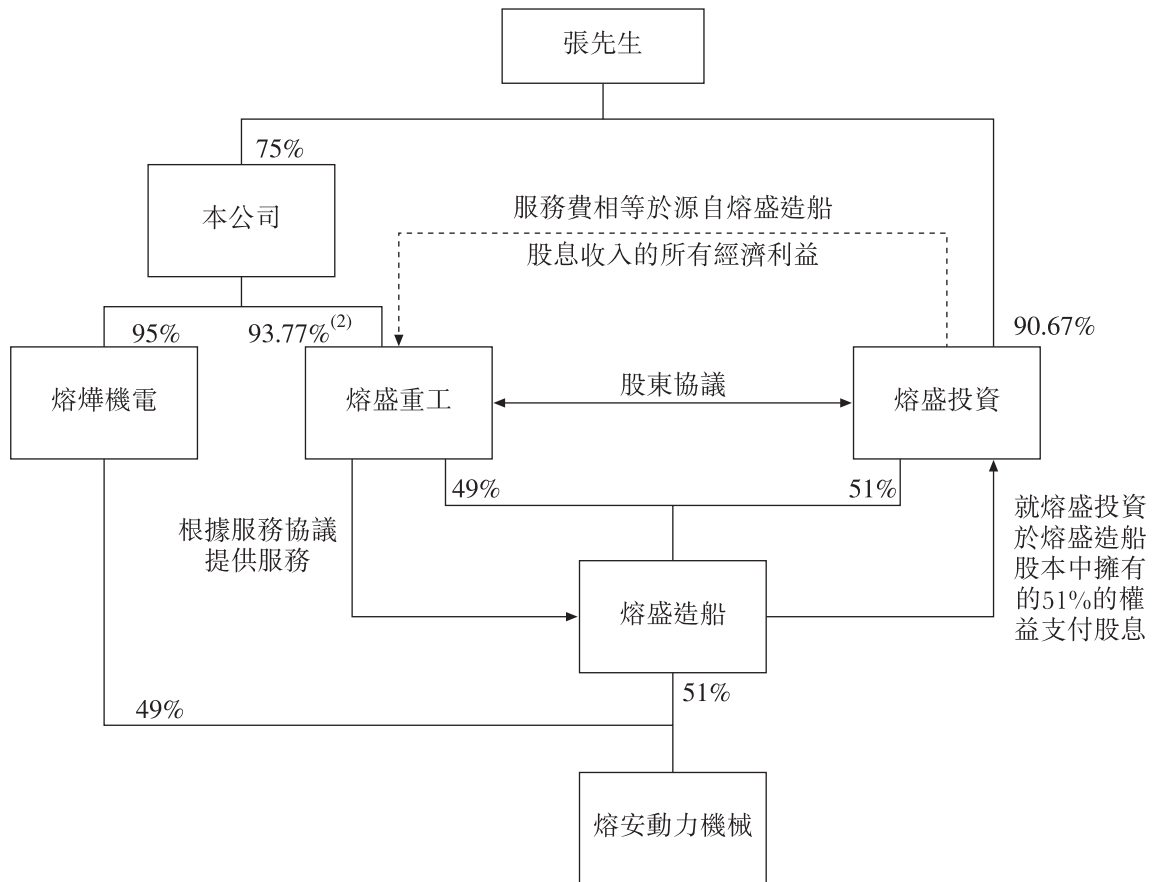 張先生
75%
本公司
服務費相等於源自熔盛造船
股息收入的所有經濟利益
95%
93.77%(2)
90.67%
熔燁機電
熔盛重工
股東協議
熔盛投資
49%
51%
根據服務協議
提供服務
就熔盛投資
於熔盛造船
股本中擁有
的51%的權
益支付股息
熔盛造船
51%
49%
熔安動力機械